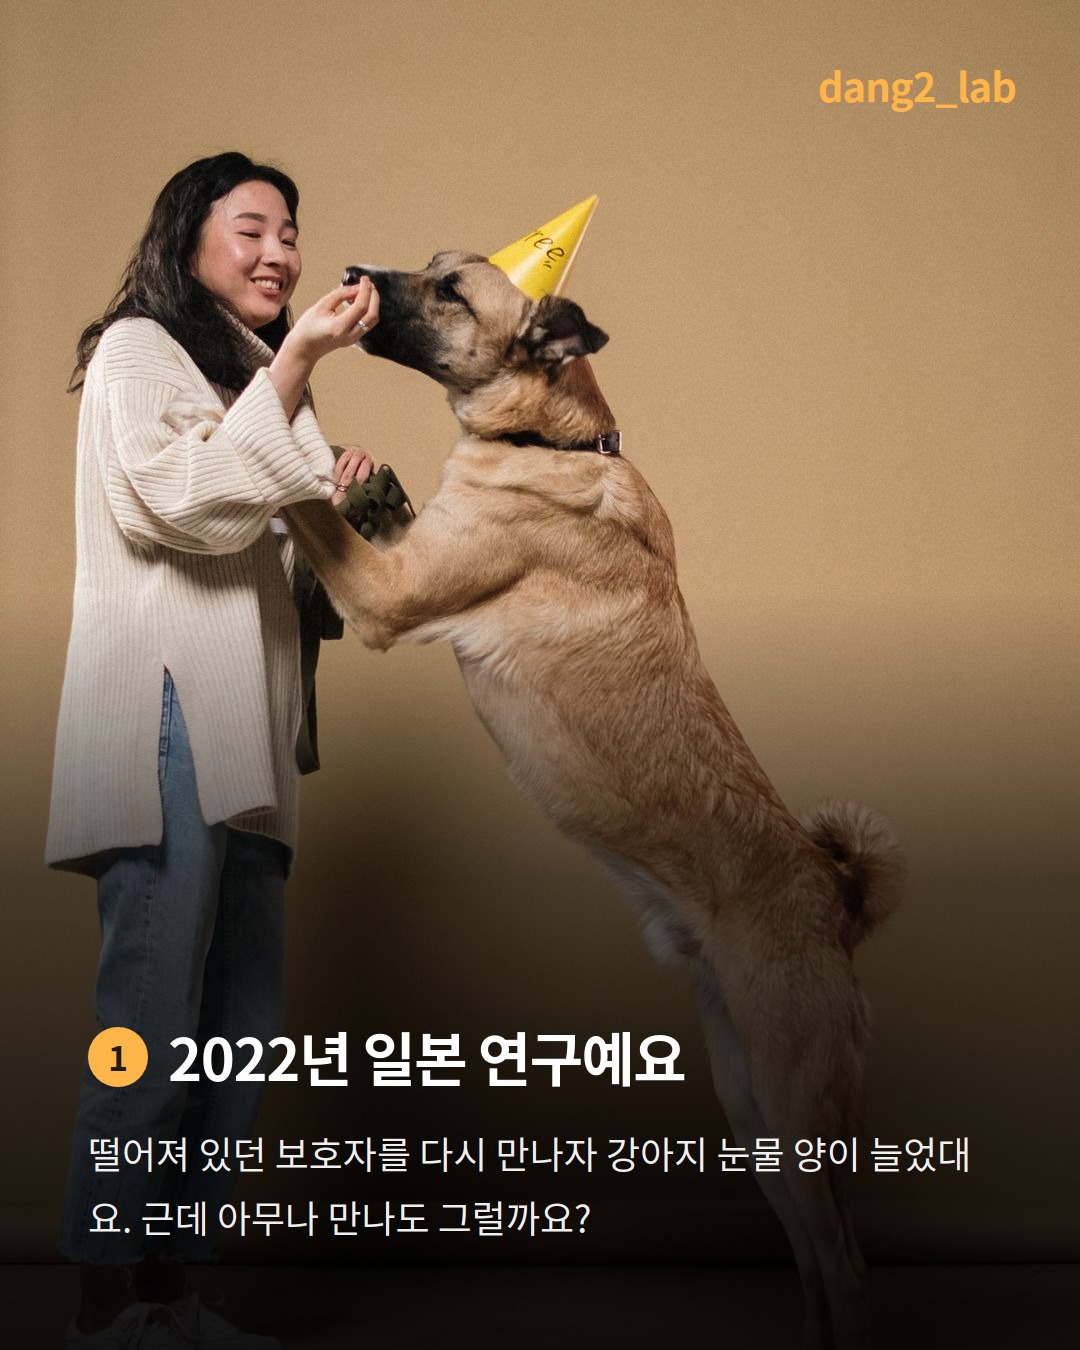 dang2_lab
ree
1 2022년 일본 연구예요
떨어져 있던 보호자를 다시 만나자 강아지 눈물 양이 늘었대
요. 근데 아무나 만나도 그럴까요?